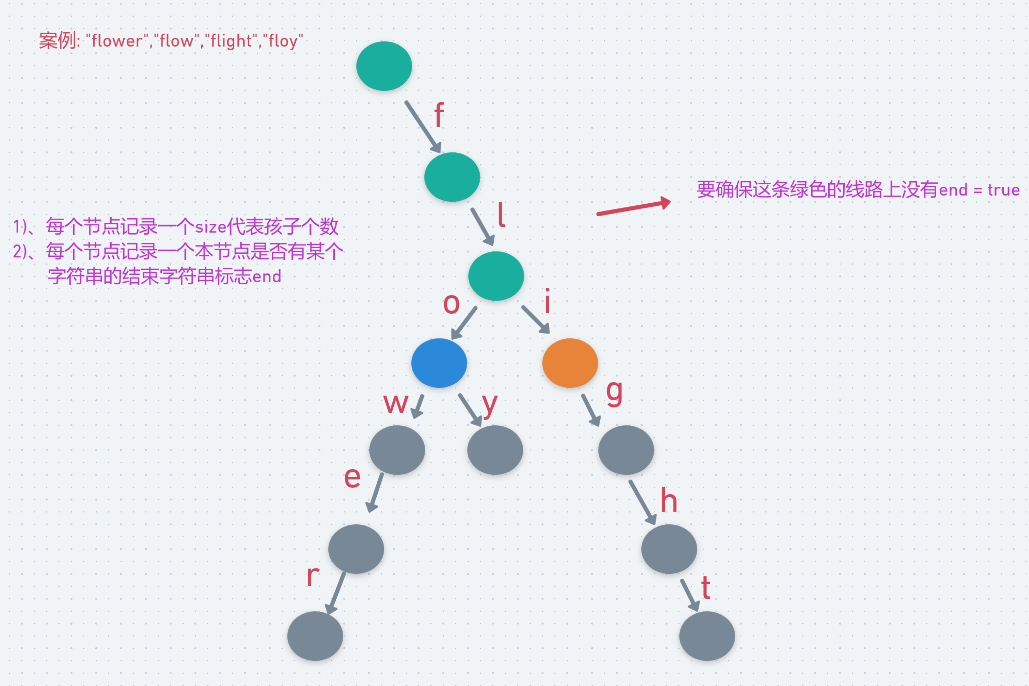 案例: "flower","flow","flight","floy"
f
l
要确保这条绿色的线路上没有end = true
1)、每个节点记录一个size代表孩子个数
2)、每个节点记录一个本节点是否有某个
字符串的结束字符串标志end
o
i
w
y
g
e
h
r
t